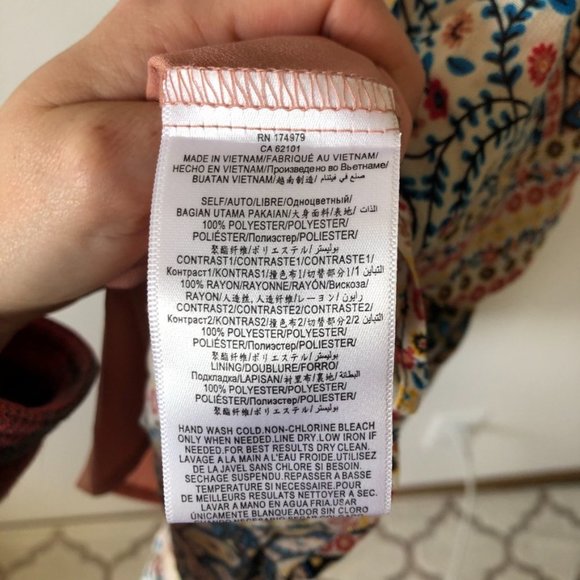 RN 174979
CA 62101
MADE IN VIETNAM/FABRIQUÉ AU VIETNAM/
HECHO EN VIETNAM/Произведено во Вьетнаме/
BUATAN VIETNAM/越南制造/ صنع في فيتنام
SELF/AUTO/LIBRE/Одноцветный/
BAGIAN UTAMA PAKAIAN/大身面料/表地/ الذات
100% POLYESTER/POLYESTER/
POLIÉSTER/Полиэстер/POLIESTER/
聚酯纤维/ポリエステル/ بوليستر
CONTRAST1/CONTRASTE1/CONTRASTE1/
Контраст1/KONTRAS1/撞色布1/切替部分1/ التباين 1
100% RAYON/RAYONNE/RAYÓN/Вискоза/
RAYON/人造丝, 人造纤维/レーヨン/ رايون
CONTRAST2/CONTRASTE2/CONTRASTE2/
Контраст2/KONTRAS2/撞色布2/切替部分2/ التباين 2
100% POLYESTER/POLYESTER/
POLIÉSTER/Полиэстер/POLIESTER/
聚酯纤维/ポリエステル/ بوليستر
LINING/DOUBLURE/FORRO/
Подкладка/LAPISAN/衬里布/裏地/ البطانة
100% POLYESTER/POLYESTER/
POLIÉSTER/Полиэстер/POLIESTER/
聚酯纤维/ポリエステル/ بوليستر
HAND WASH COLD.NON-CHLORINE BLEACH
ONLY WHEN NEEDED.LINE DRY.LOW IRON IF
NEEDED.FOR BEST RESULTS DRY CLEAN.
LAVAGE A LA MAIN A L'EAU FROIDE.UTILISEZ
DE LA JAVEL SANS CHLORE SI BESOIN.
SECHAGE SUSPENDU.REPASSER A BASSE
TEMPERATURE SI NECESSAIRE.POUR
DE MEILLEURS RESULATS NETTOYER A SEC.
LAVAR A MANO EN AGUA FRIA.USAR
ÚNICAMENTE BLANQUEADOR SIN CLORO